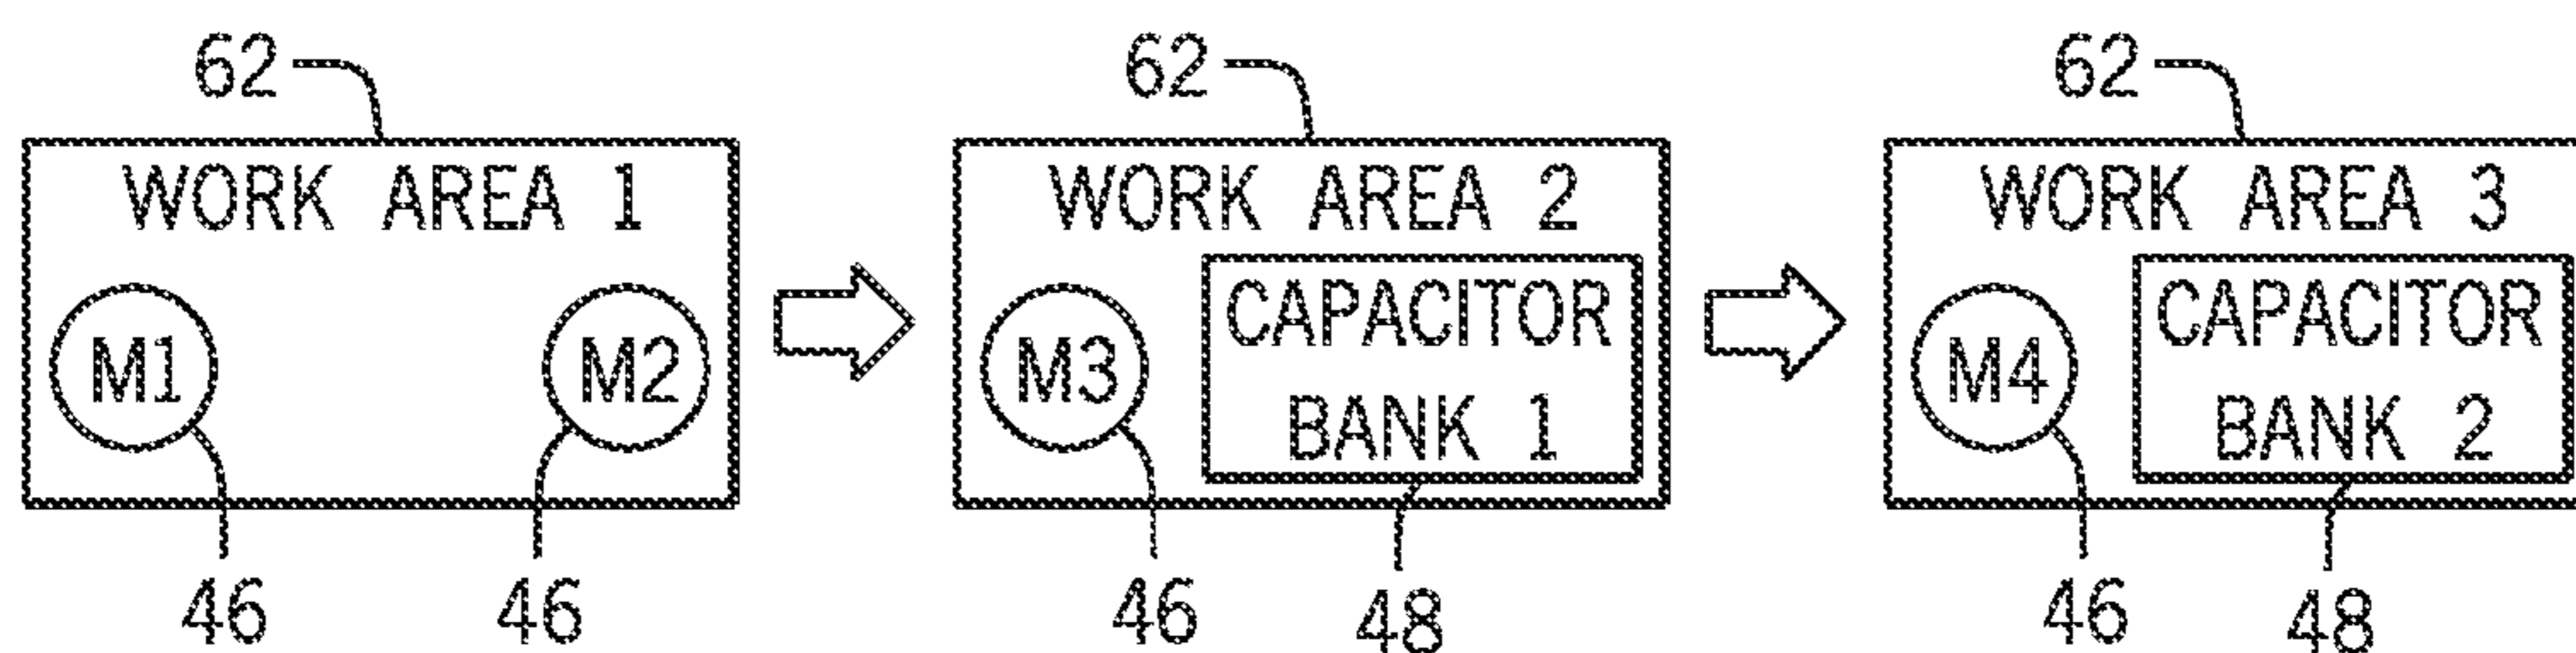 62 62 62
WORK AREA 1 WORK AREA 2 WORK AREA 3
CAPACITOR CAPACITOR
M1 M2 M3 M4
BANK 1 BANK 2
46 46 46 48 46 48